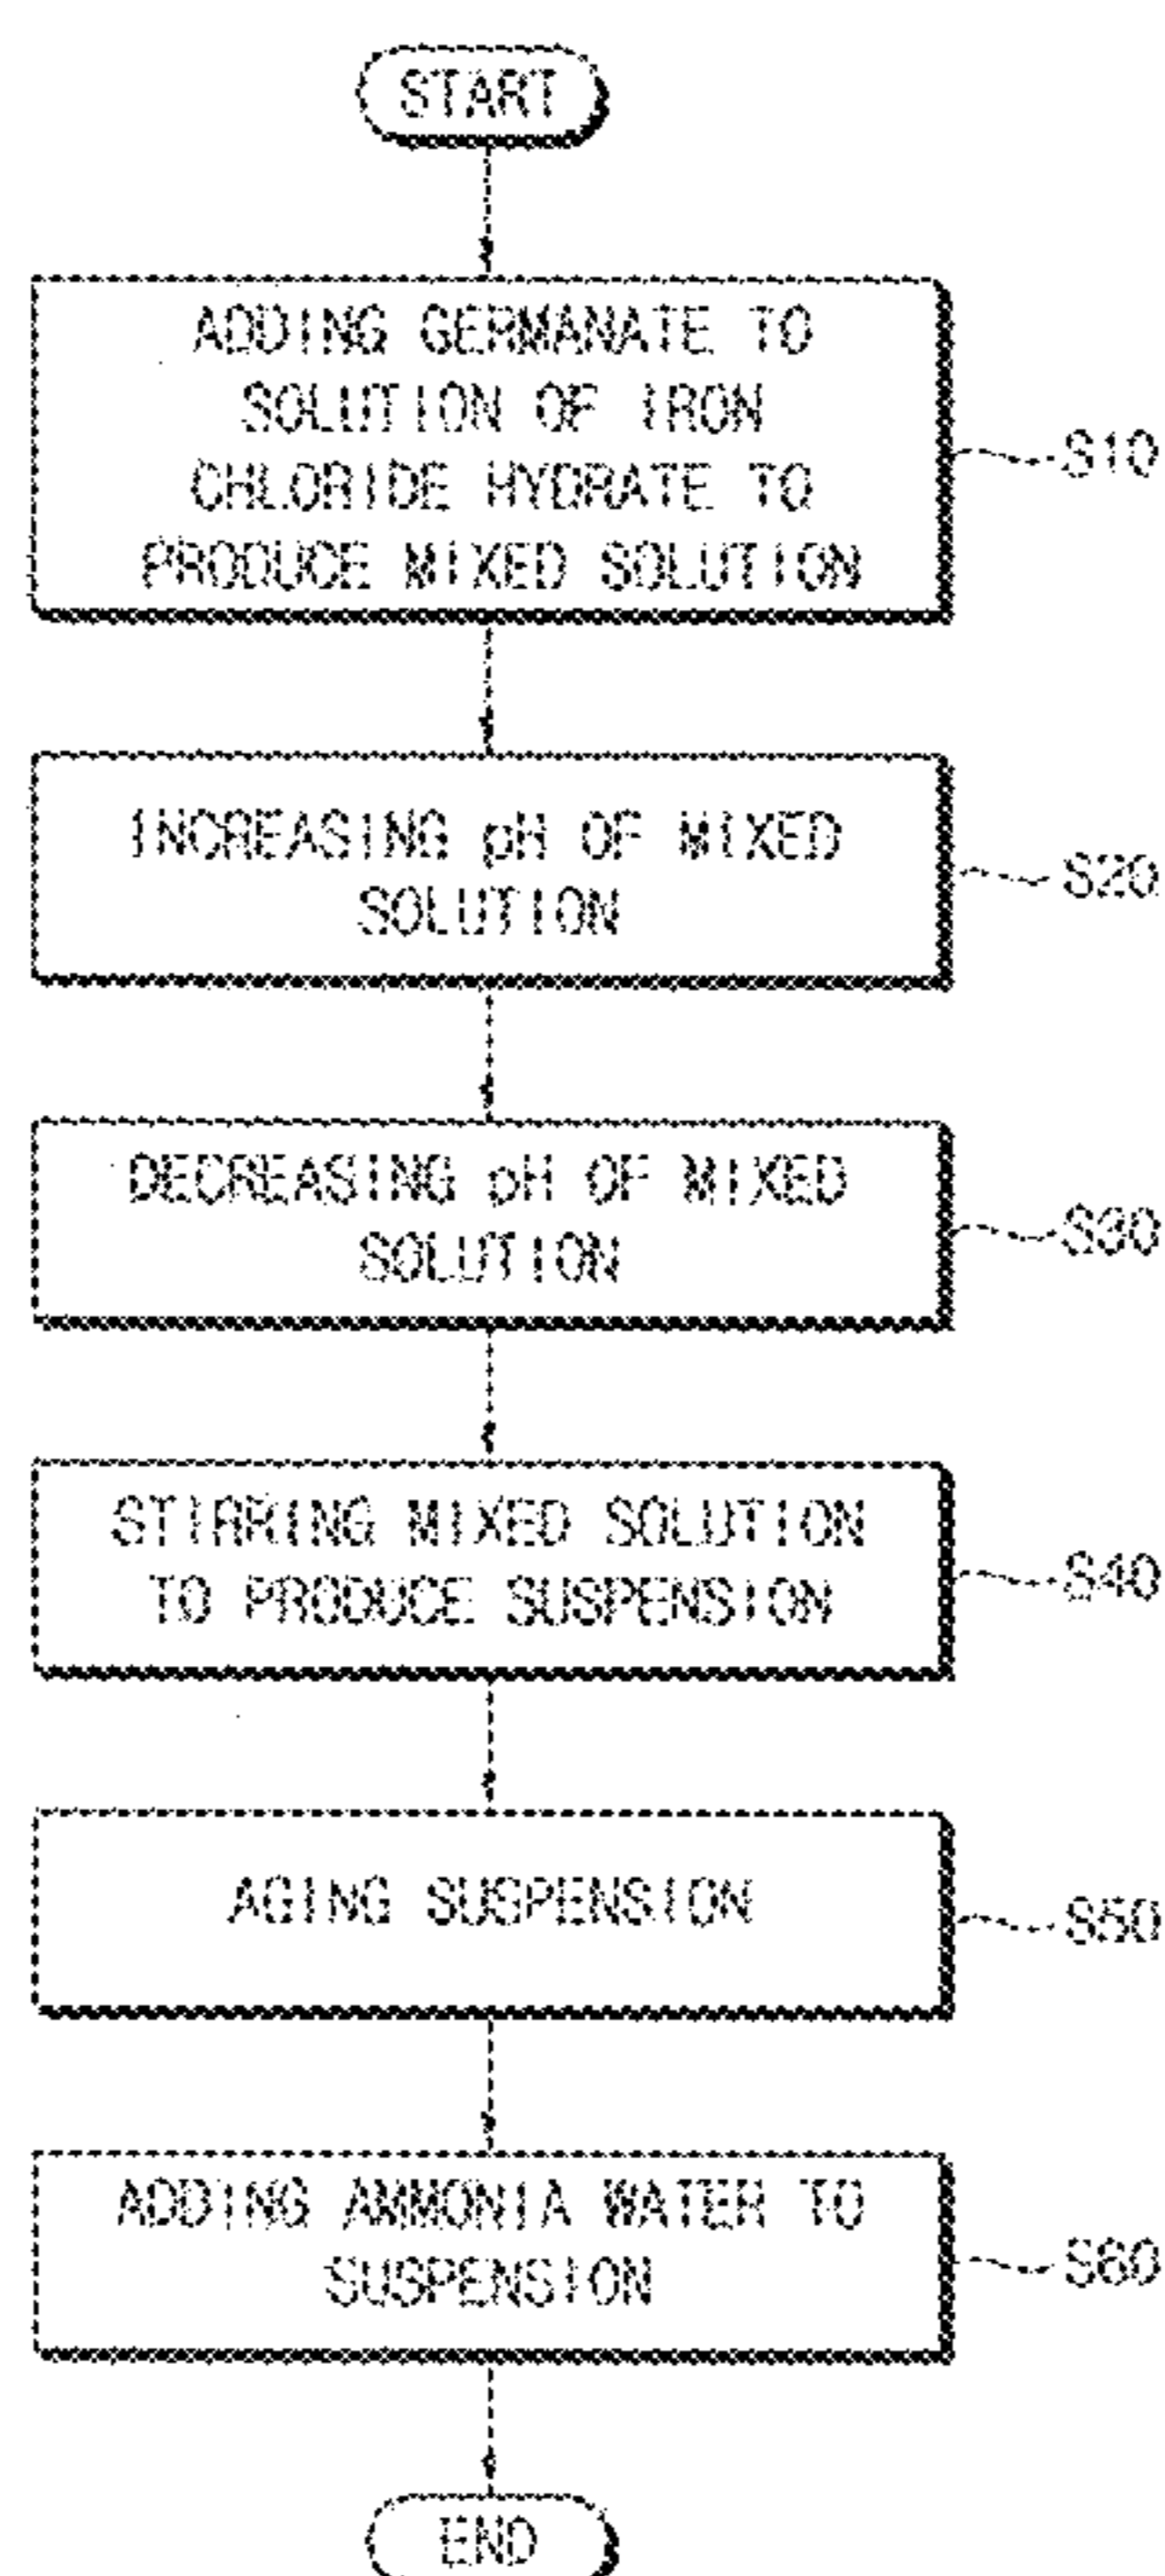 START
ADDING GERMANATE TO
SOLUTION OF IRON
CHLORIDE HYDRATE TO
PRODUCE MIXED SOLUTION
S10
INCREASING pH OF MIXED
SOLUTION
S20
DECREASING pH OF MIXED
SOLUTION
S30
STIRRING MIXED SOLUTION
TO PRODUCE SUSPENSION
S40
AGING SUSPENSION
S50
ADDING AMMONIA WATER TO
SUSPENSION
S60
END